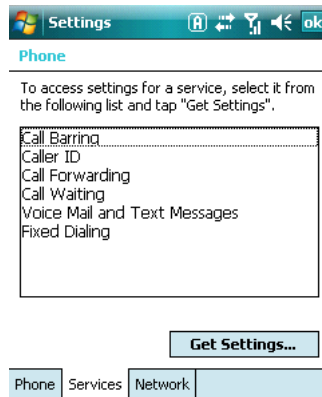 Settings A ok
Phone
To access settings for a service, select it from
the following list and tap "Get Settings".
Call Barring
Caller ID
Call Forwarding
Call Waiting
Voice Mail and Text Messages
Fixed Dialing
Get Settings...
Phone Services Network